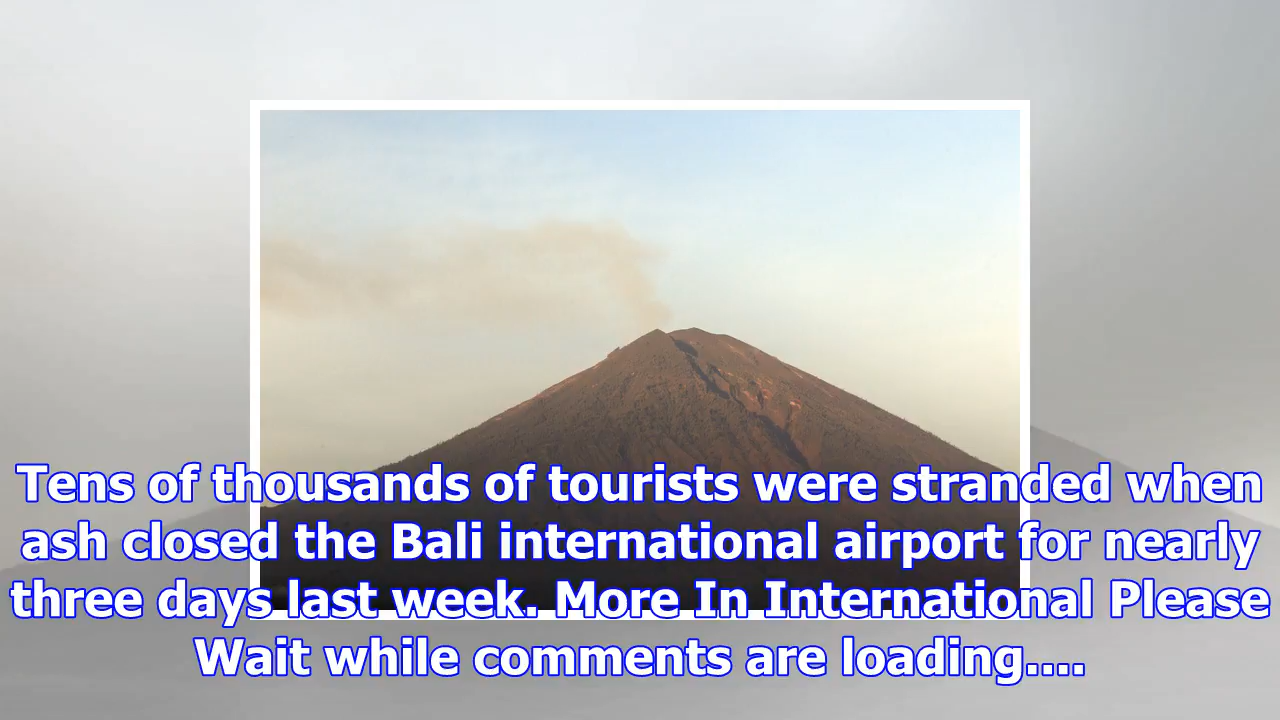 Tens of thousands of tourists were stranded when
ash closed the Bali international airport for nearly
three days last week. More In International Please
Wait while comments are loading....